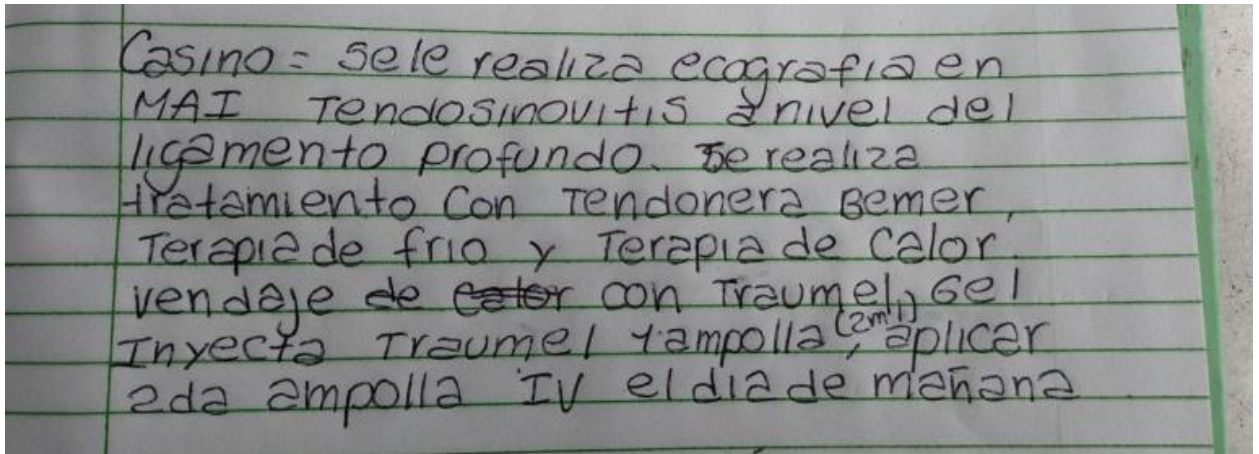 Casino = Se le realiza ecografia en
MAI Tendosinovitis a nivel del
ligamento profundo. Se realiza
tratamiento Con Tendonera Bemer,
Terapia de frio y Terapia de Calor.
vendaje de calor con Traumel, Gel
Inyecta Traumel 1 ampolla (2ml), aplicar
2da ampolla IV el dia de mañana